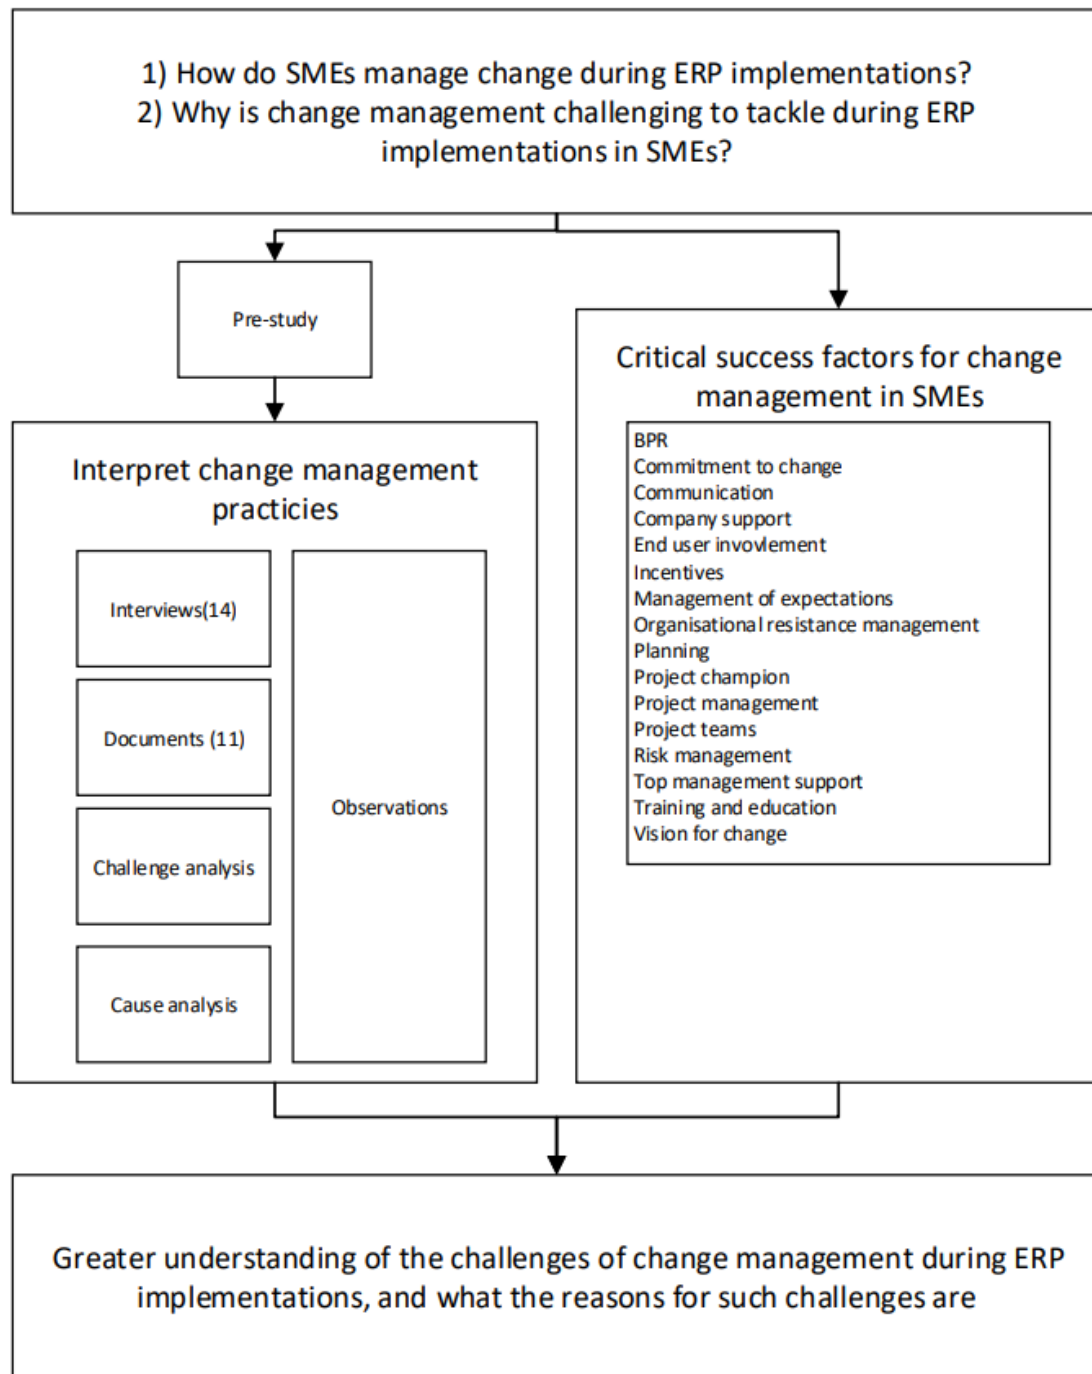 1) How do SMEs manage change during ERP implementations?
2) Why is change management challenging to tackle during ERP
implementations in SMEs?
Pre-study
Interpret change management
practicies
Interviews(14)
Documents (11)
Challenge analysis
Cause analysis
Observations
Critical success factors for change
management in SMEs
BPR
Commitment to change
Communication
Company support
End user invovlement
Incentives
Management of expectations
Organisational resistance management
Planning
Project champion
Project management
Project teams
Risk management
Top management support
Training and education
Vision for change
Greater understanding of the challenges of change management during ERP
implementations, and what the reasons for such challenges are